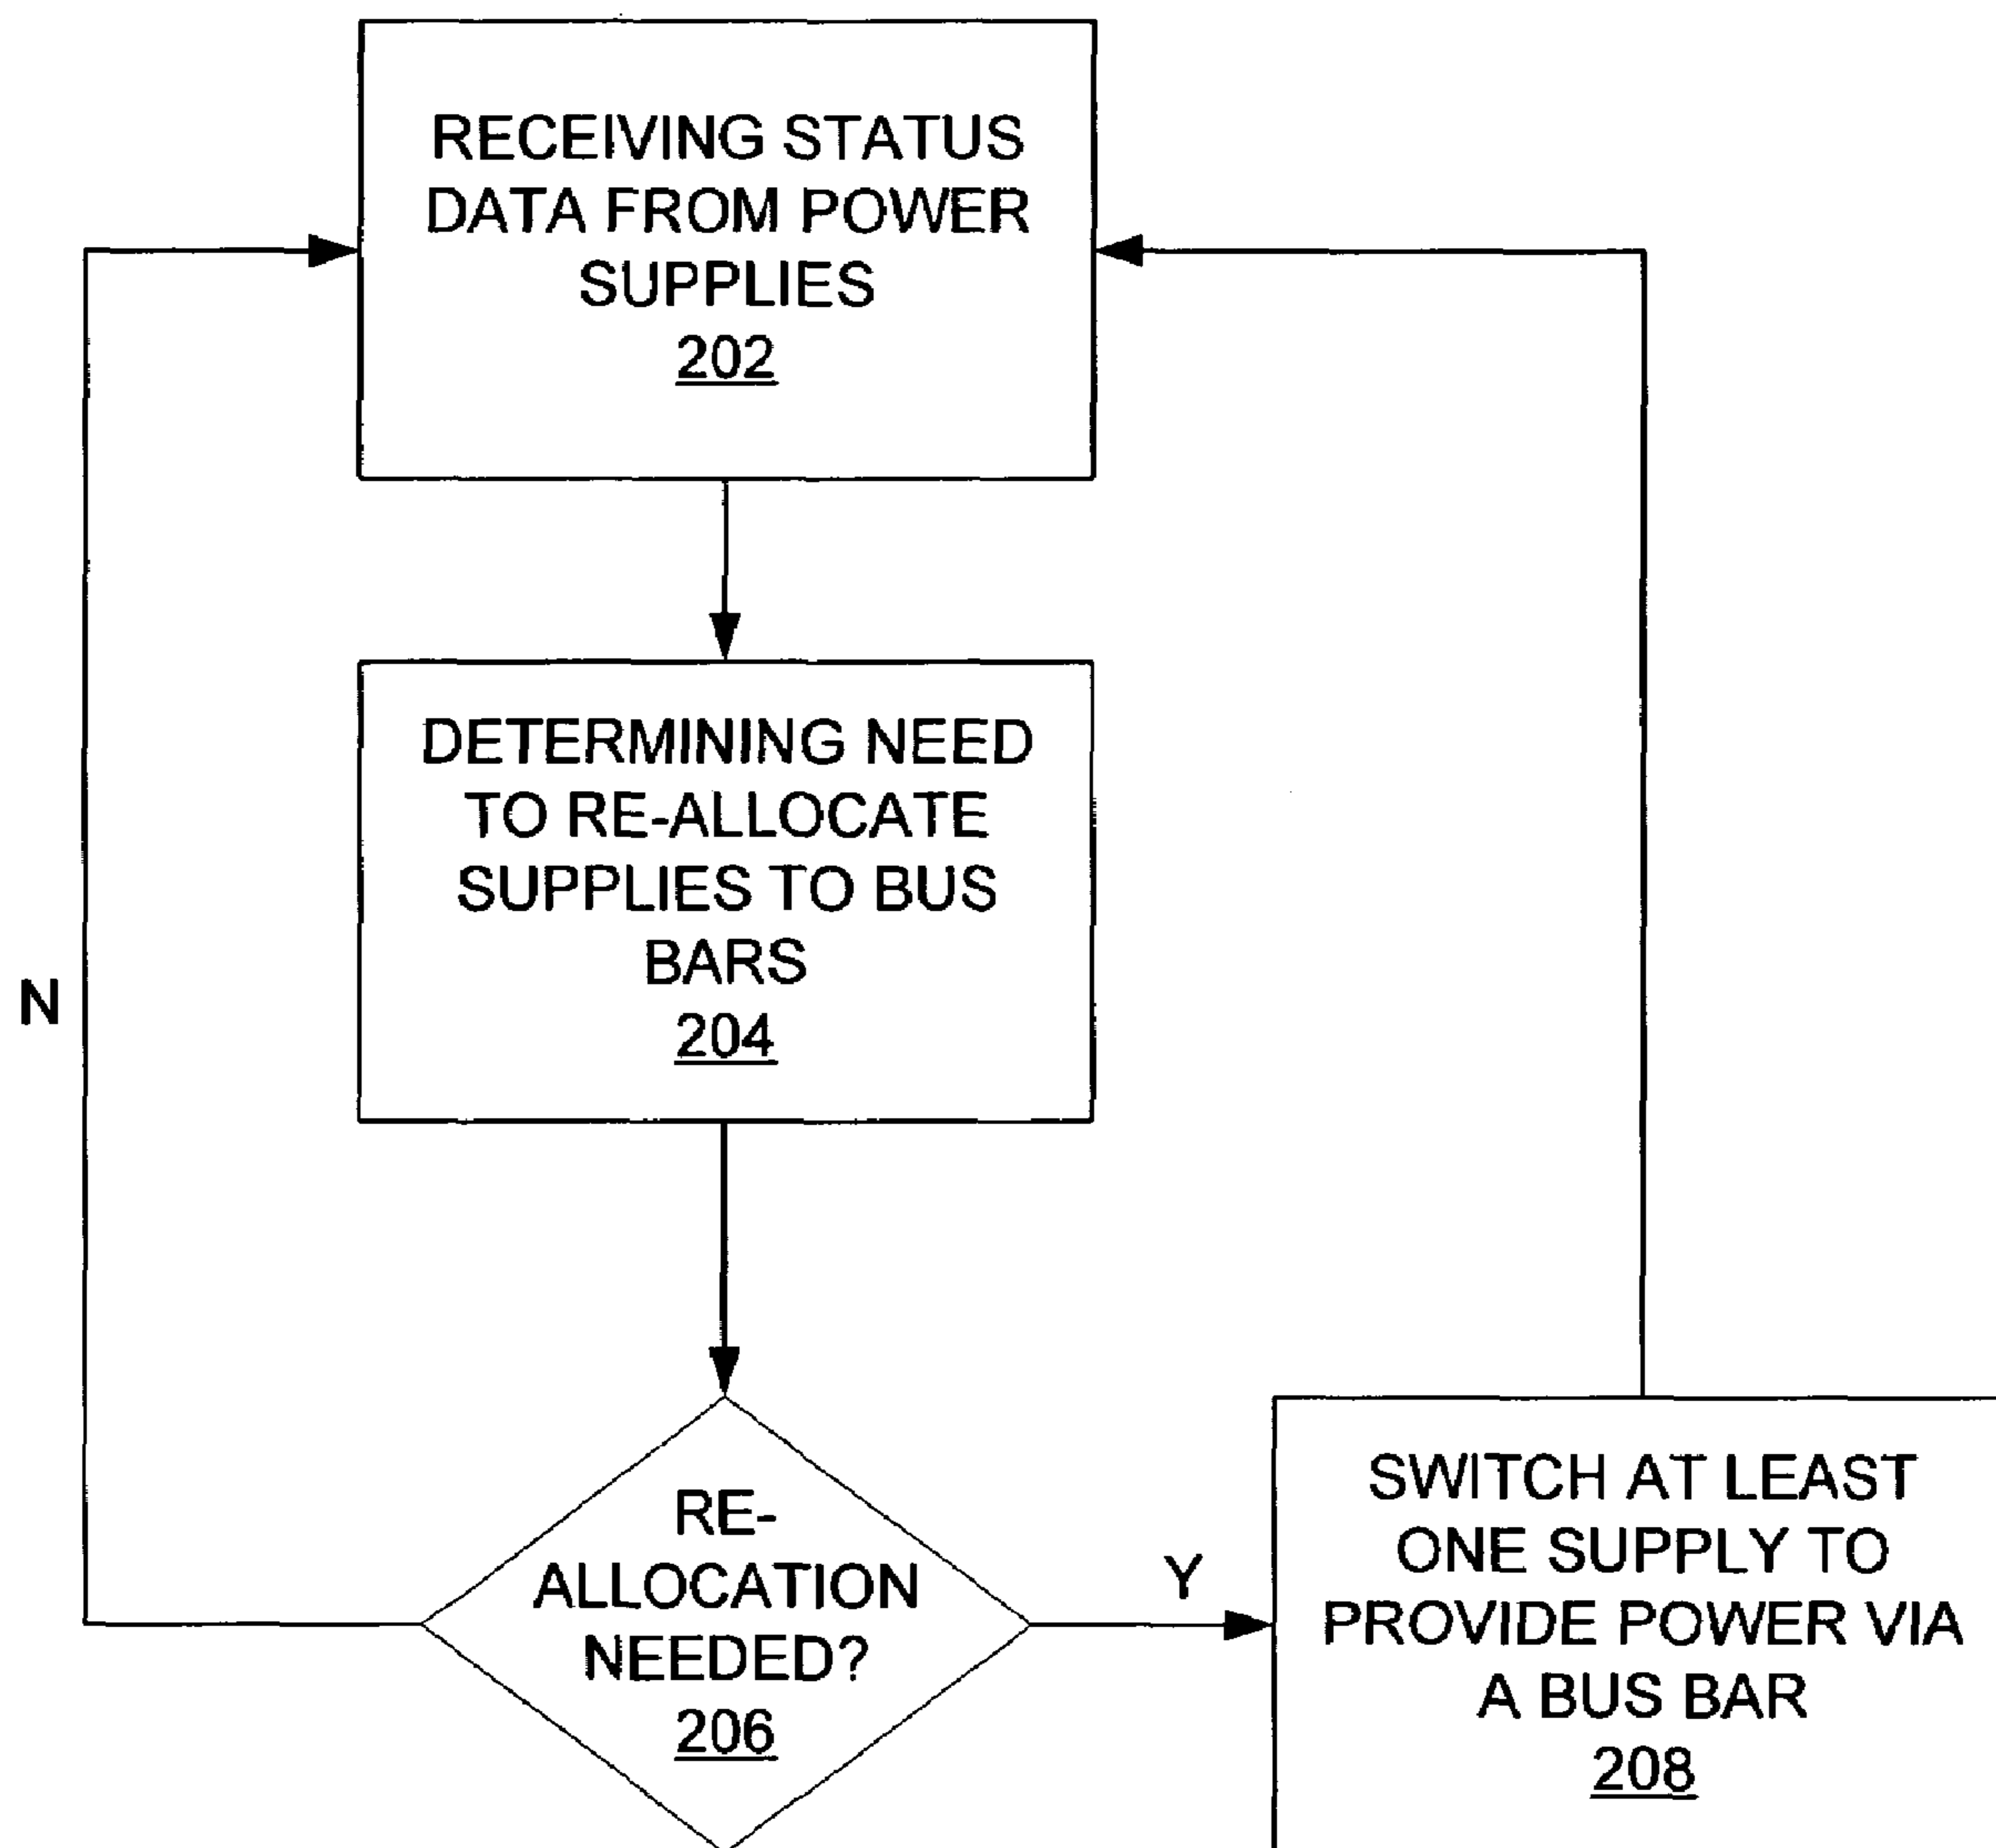 RECEIVING STATUS
DATA FROM POWER
SUPPLIES
202
DETERMINING NEED
TO RE-ALLOCATE
SUPPLIES TO BUS
BARS
204
N
RE-
ALLOCATION
NEEDED?
206
Y
SWITCH AT LEAST
ONE SUPPLY TO
PROVIDE POWER VIA
A BUS BAR
208